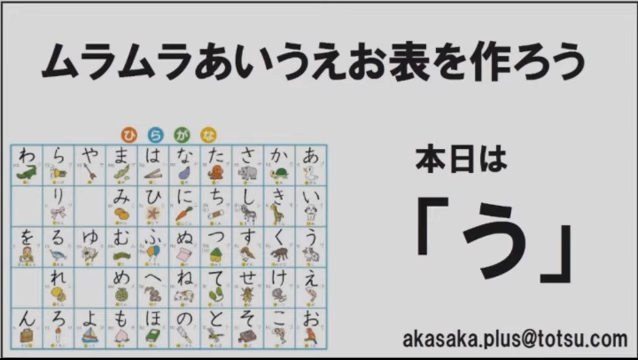 ムラムラあいうえお表を作ろう
ひらがな
わらやまはなたさかあ
りみひにちしきい
をるゆむふぬつすくう
れめへねてせけえ
んろよもほのとそこお
本日は
「う」
akasaka.plus@totsu.com